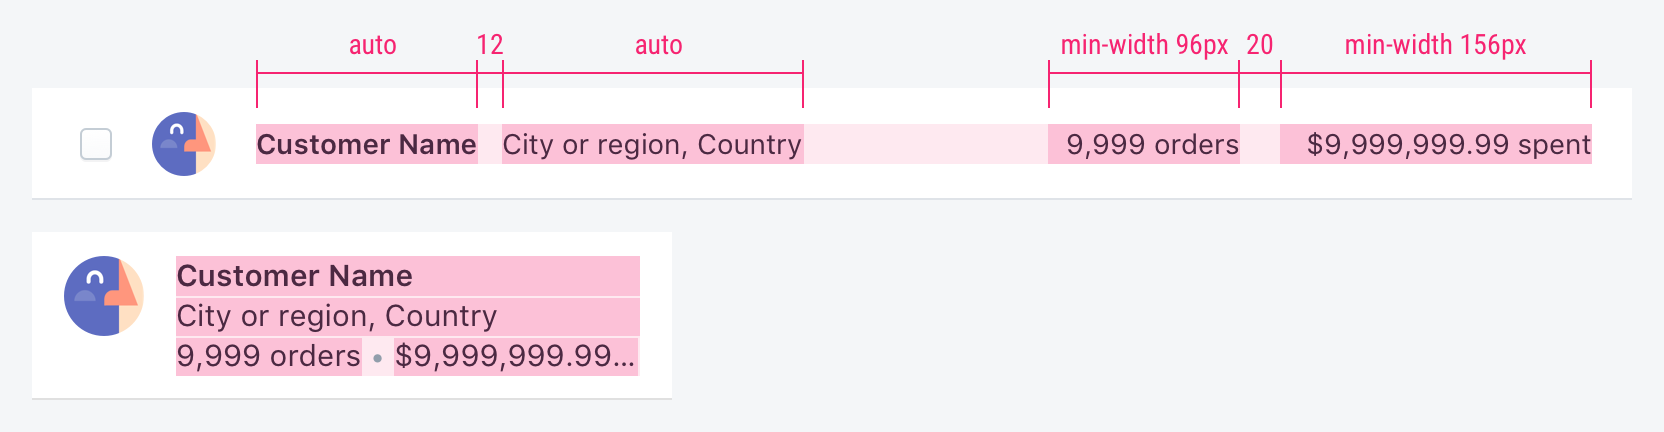 auto 12 auto min-width 96px 20 min-width 156px
Customer Name City or region, Country 9,999 orders $9,999,999.99 spent
Customer Name
City or region, Country
9,999 orders • $9,999,999.99...